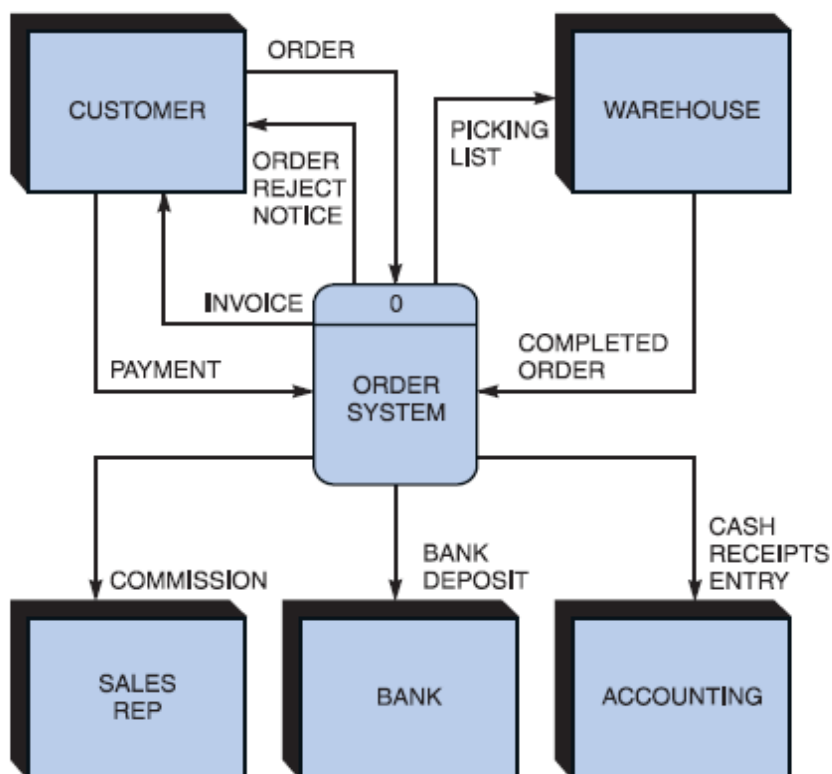 ORDER
CUSTOMER
WAREHOUSE
PICKING
LIST
ORDER
REJECT
NOTICE
INVOICE
0
PAYMENT
ORDER
SYSTEM
COMPLETED
ORDER
COMMISSION
BANK
DEPOSIT
CASH
RECEIPTS
ENTRY
SALES
REP
BANK
ACCOUNTING